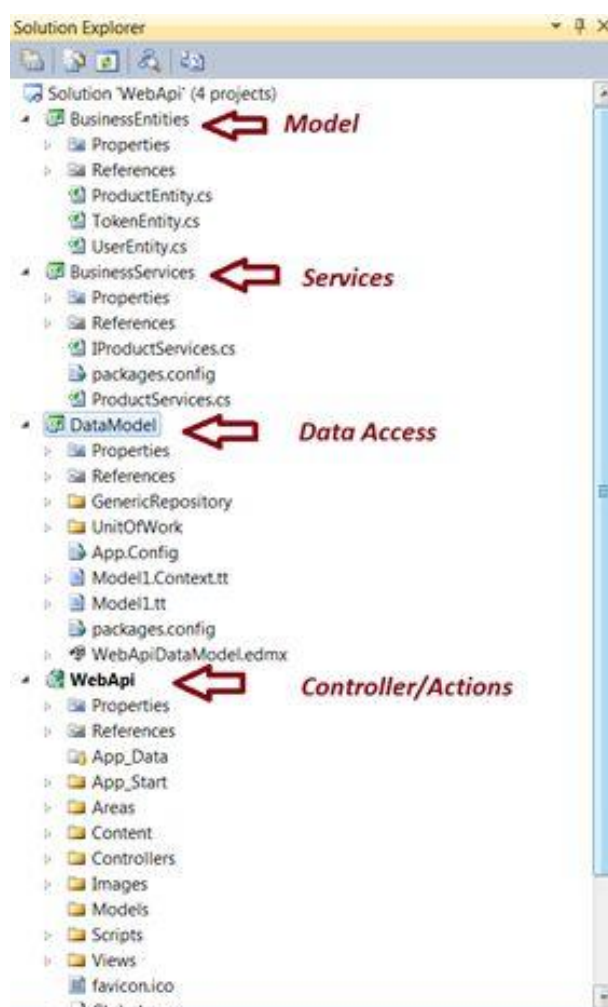 Solution Explorer
Solution 'WebApi' (4 projects)
BusinessEntities Model
Properties
References
ProductEntity.cs
TokenEntity.cs
UserEntity.cs
BusinessServices Services
Properties
References
IProductServices.cs
packages.config
ProductServices.cs
DataModel Data Access
Properties
References
GenericRepository
UnitOfWork
App.Config
Model1.Context.tt
Model1.tt
packages.config
WebApiDataModel.edmx
WebApi Controller/Actions
Properties
References
App_Data
App_Start
Areas
Content
Controllers
Images
Models
Scripts
Views
favicon.ico